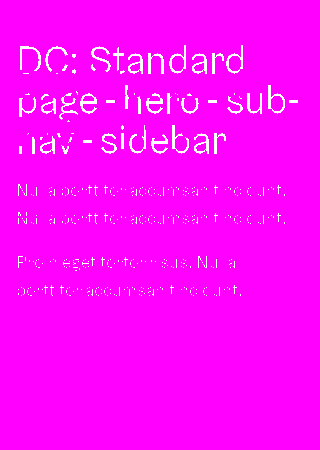 DC: Standard
page - hero - sub-
nav - sidebar
Nulla porttitor accumsan tincidunt.
Nulla porttitor accumsan tincidunt.
Proin eget tortor risus. Nulla
porttitor accumsan tincidunt.